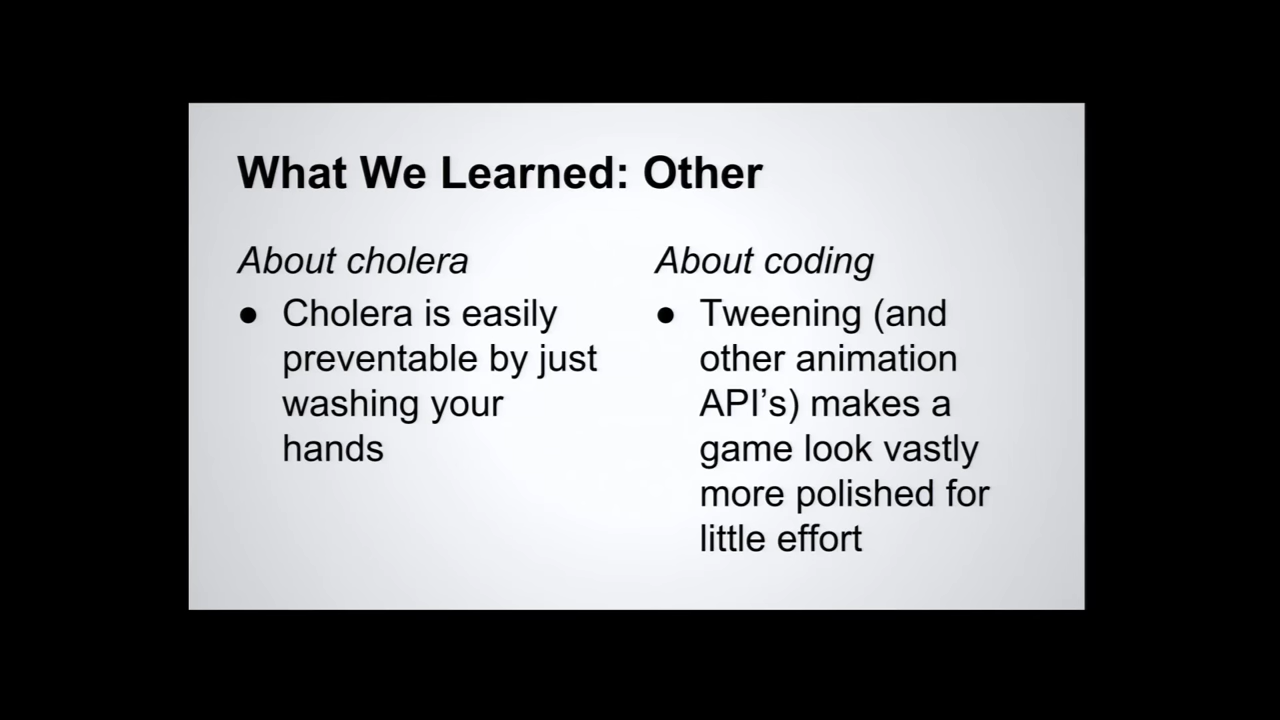 What We Learned: Other
About cholera
● Cholera is easily
preventable by just
washing your
hands
About coding
● Tweening (and
other animation
API’s) makes a
game look vastly
more polished for
little effort